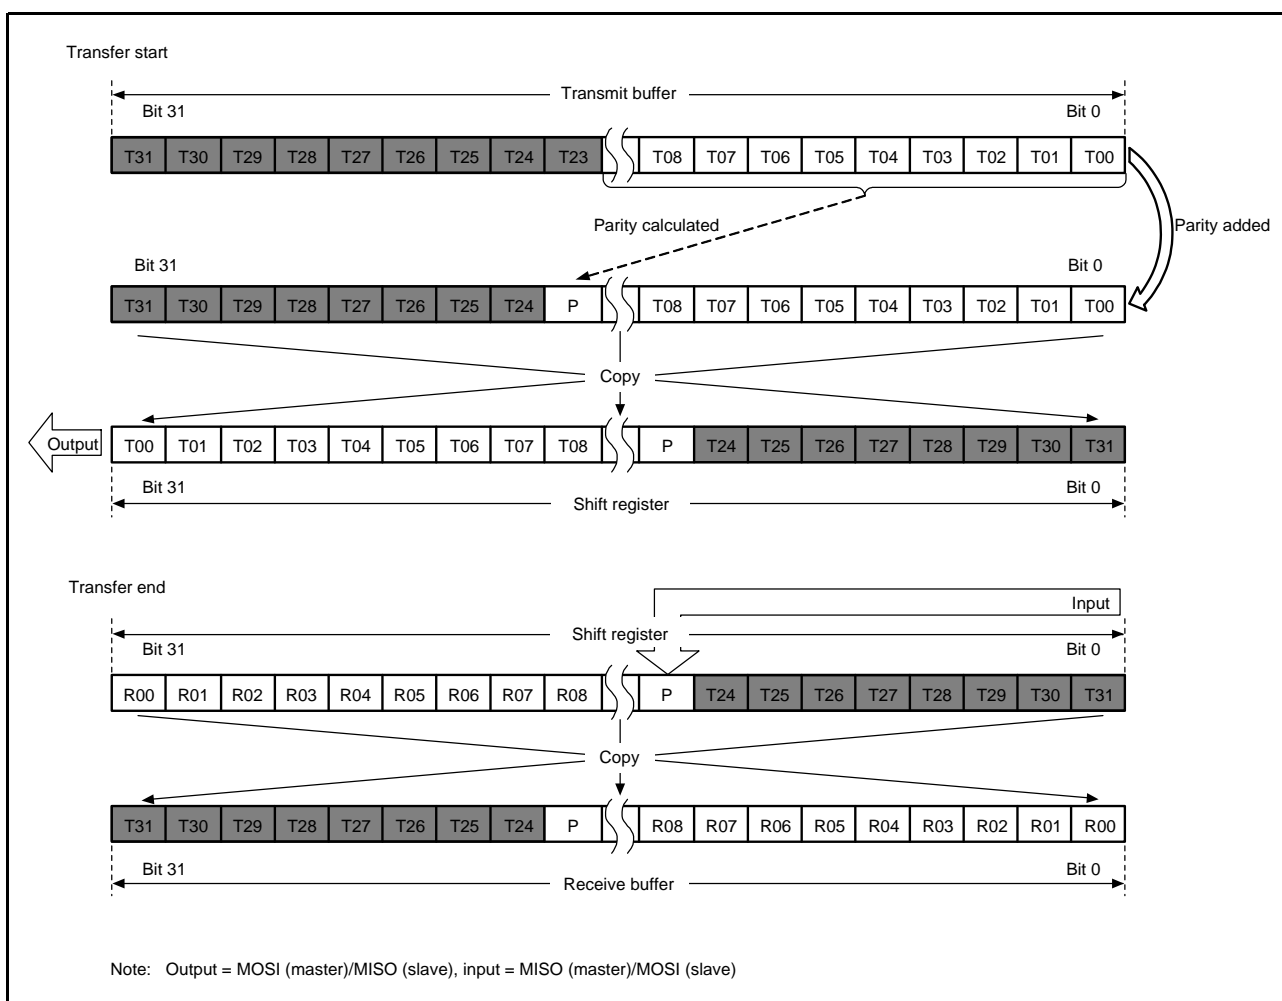 Transfer start
Transmit buffer
Bit 31 Bit 0
T31 T30 T29 T28 T27 T26 T25 T24 T23 T08 T07 T06 T05 T04 T03 T02 T01 T00
Parity calculated Parity added
Bit 31 Bit 0
T31 T30 T29 T28 T27 T26 T25 T24 P T08 T07 T06 T05 T04 T03 T02 T01 T00
Copy
Output T00 T01 T02 T03 T04 T05 T06 T07 T08 P T24 T25 T26 T27 T28 T29 T30 T31
Bit 31 Bit 0
Shift register
Transfer end
Input
Shift register
Bit 31 Bit 0
R00 R01 R02 R03 R04 R05 R06 R07 R08 P T24 T25 T26 T27 T28 T29 T30 T31
Copy
T31 T30 T29 T28 T27 T26 T25 T24 P R08 R07 R06 R05 R04 R03 R02 R01 R00
Bit 31 Bit 0
Receive buffer
Note: Output = MOSI (master)/MISO (slave), input = MISO (master)/MOSI (slave)